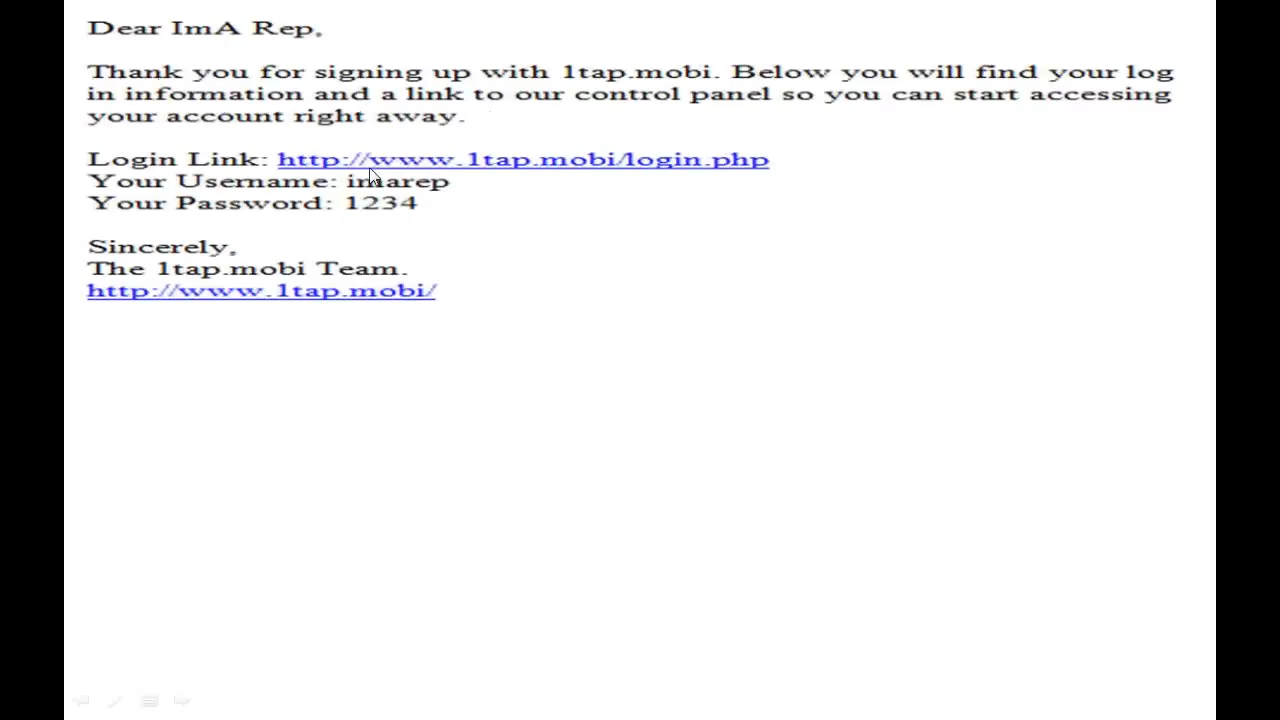 Dear ImA Rep,
Thank you for signing up with 1tap.mobi. Below you will find your log
in information and a link to our control panel so you can start accessing
your account right away.
Login Link: http://www.1tap.mobi/login.php
Your Username: imarep
Your Password: 1234
Sincerely,
The 1tap.mobi Team.
http://www.1tap.mobi/